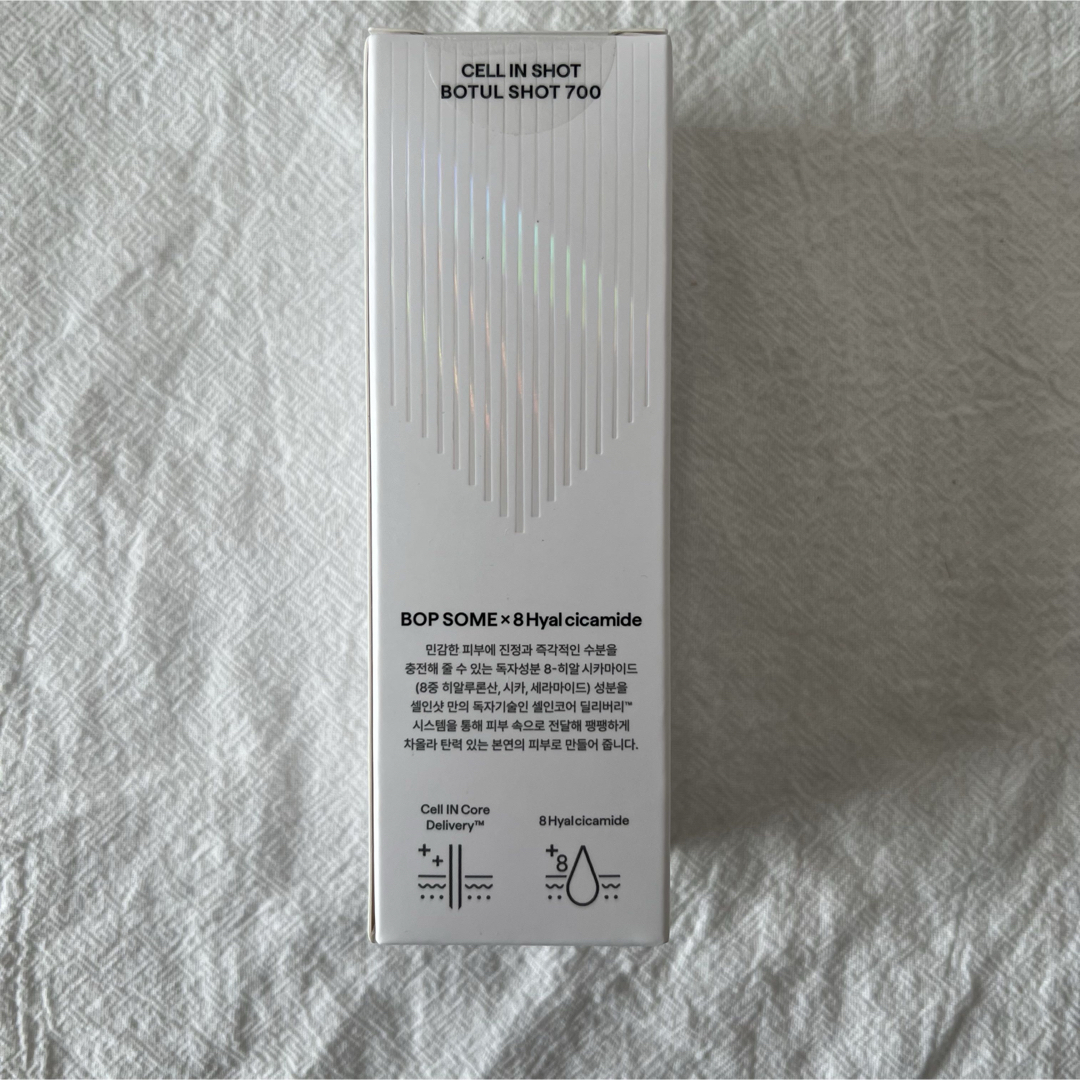 CELL IN SHOT
BOTUL SHOT 700
BOP SOME × 8 Hyal cicamide
민감한 피부에 진정과 즉각적인 수분을
충전해 줄 수 있는 독자성분 8-히알 시카마이드
(8중 히알루론산, 시카, 세라마이드) 성분을
셀인샷 만의 독자기술인 셀인코어 딜리버리™
시스템을 통해 피부 속으로 전달해 팽팽하게
차올라 탄력 있는 본연의 피부로 만들어 줍니다.
Cell IN Core
Delivery™
8 Hyal cicamide
8